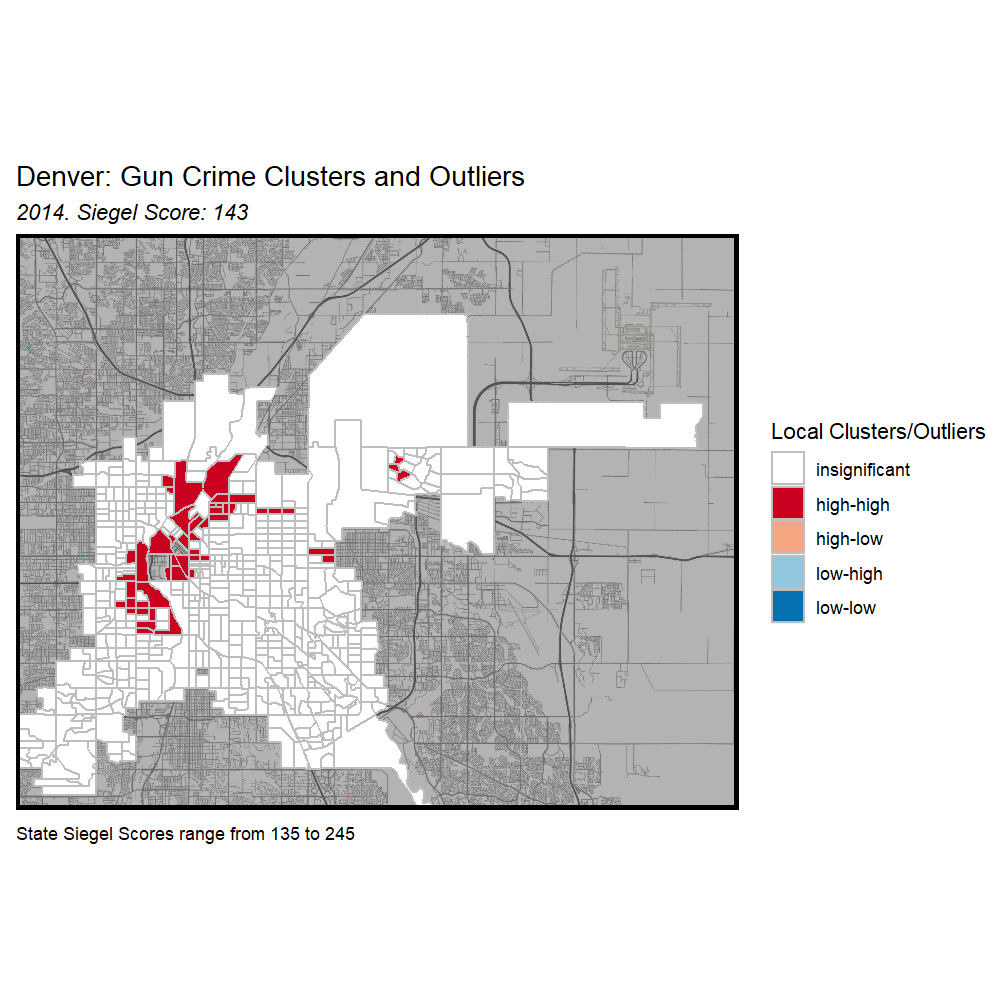 Denver: Gun Crime Clusters and Outliers
2014. Siegel Score: 143
Local Clusters/Outliers
insignificant
high-high
high-low
low-high
low-low
State Siegel Scores range from 135 to 245